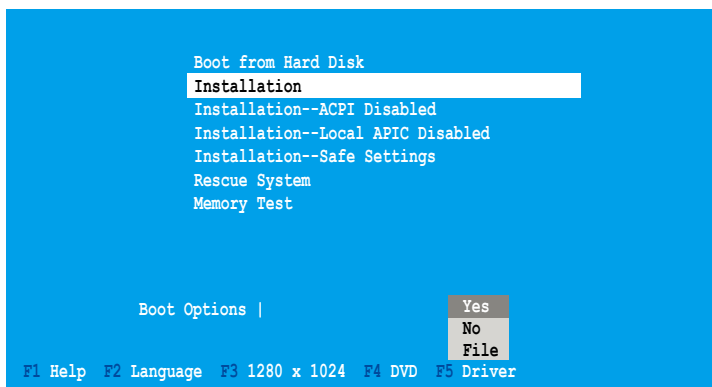 Boot from Hard Disk
Installation
Installation--ACPI Disabled
Installation--Local APIC Disabled
Installation--Safe Settings
Rescue System
Memory Test
Boot Options |
Yes
No
File
F1 Help F2 Language F3 1280 x 1024 F4 DVD F5 Driver